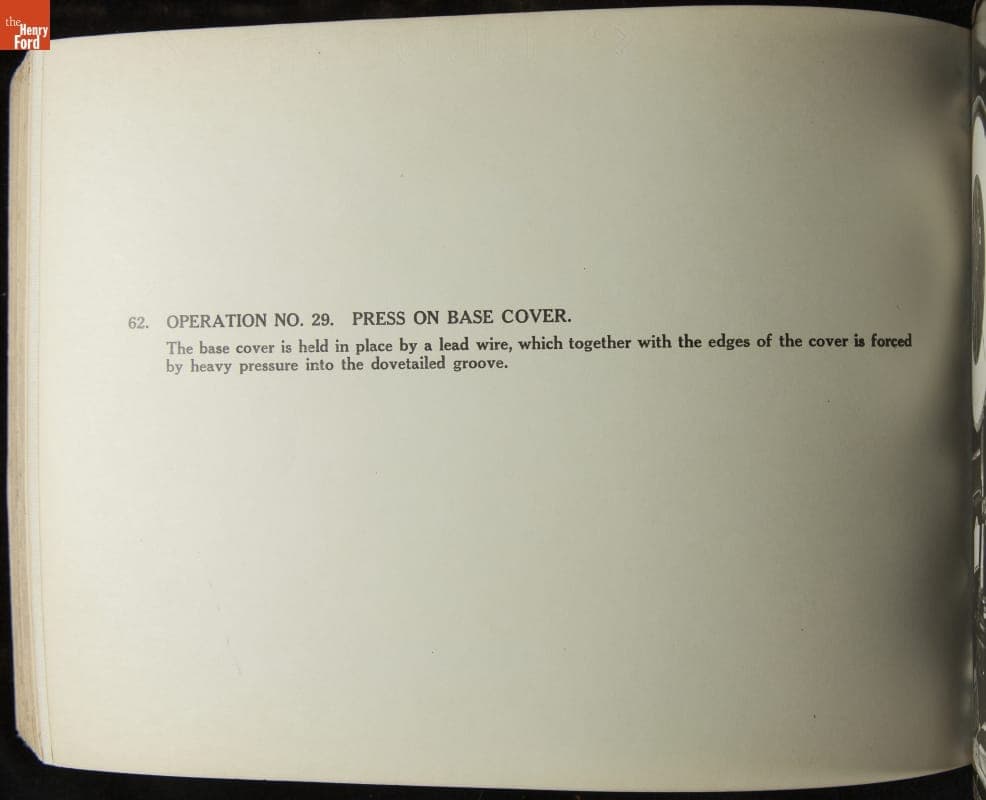 the
Henry
Ford
62. OPERATION NO. 29. PRESS ON BASE COVER.
The base cover is held in place by a lead wire, which together with the edges of the cover is forced
by heavy pressure into the dovetailed groove.